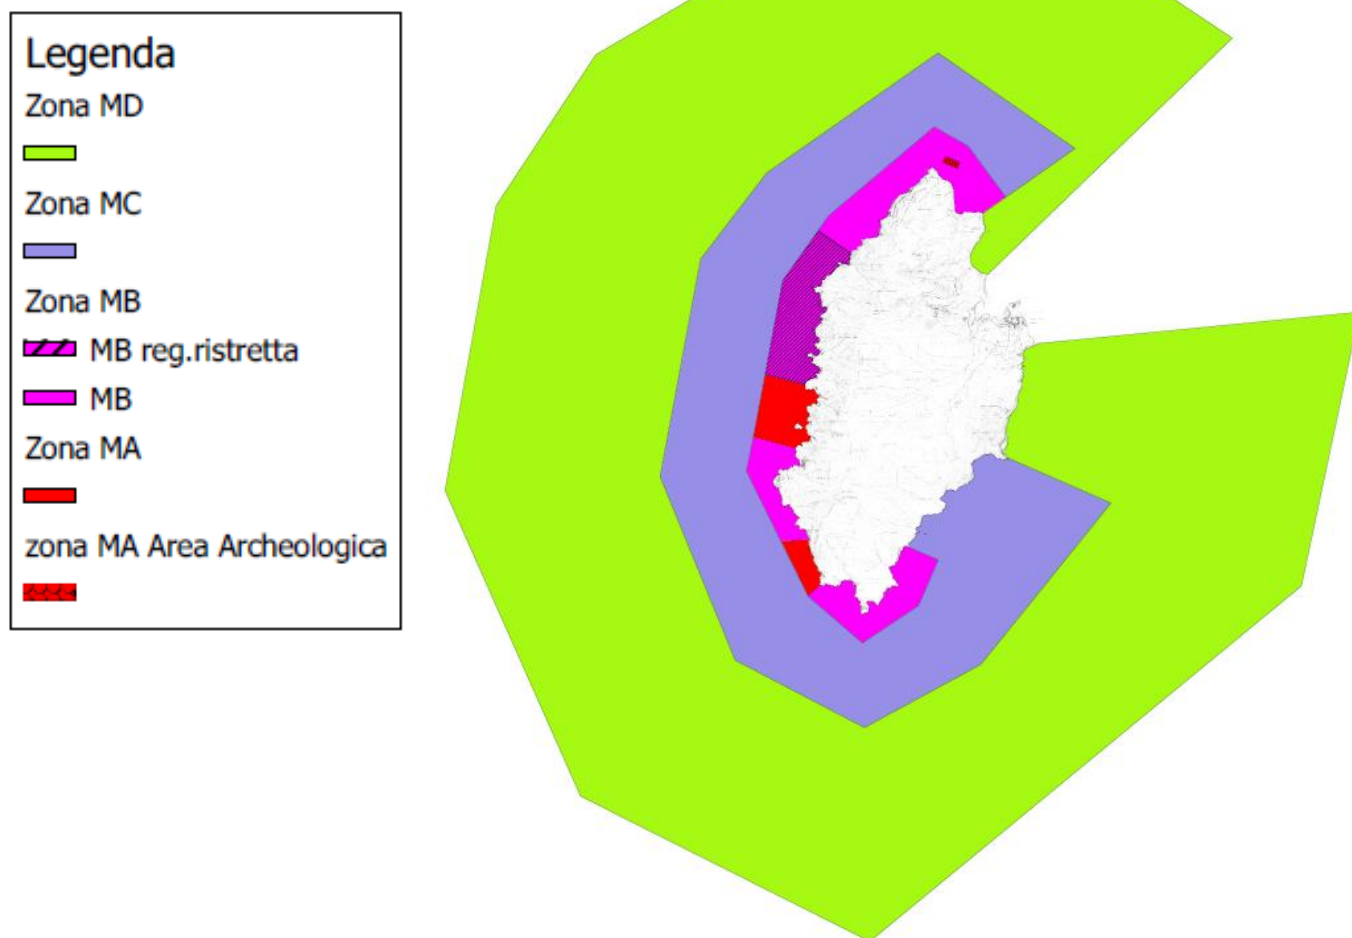 Legenda
Zona MD
Zona MC
Zona MB
MB reg.ristretta
MB
Zona MA
zona MA Area Archeologica